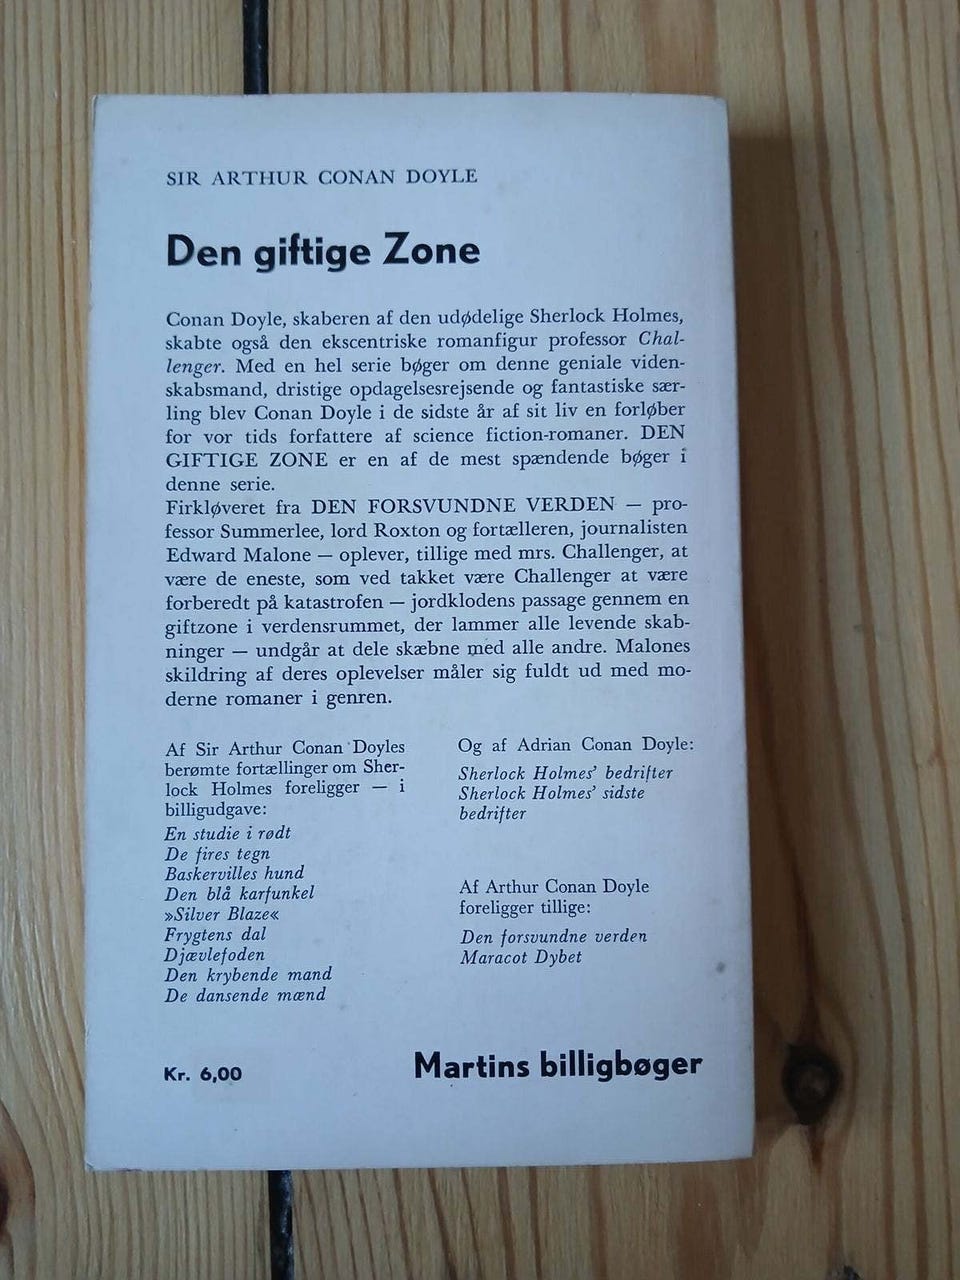 SIR ARTHUR CONAN DOYLE
Den giftige Zone
Conan Doyle, skaberen af den udødelige Sherlock Holmes,
skabte også den ekscentriske romanfigur professor Chal-
lenger. Med en hel serie bøger om denne geniale viden-
skabsmand, dristige opdagelsesrejsende og fantastiske sær-
ling blev Conan Doyle i de sidste år af sit liv en forløber
for vor tids forfattere af science fiction-romaner. DEN
GIFTIGE ZONE er en af de mest spændende bøger i
denne serie.
Firkløveret fra DEN FORSVUNDNE VERDEN — pro-
fessor Summerlee, lord Roxton og fortælleren, journalisten
Edward Malone — oplever, tillige med mrs. Challenger, at
være de eneste, som ved takket være Challenger at være
forberedt på katastrofen — jordklodens passage gennem en
giftzone i verdensrummet, der lammer alle levende skab-
ninger — undgår at dele skæbne med alle andre. Malones
skildring af deres oplevelser måler sig fuldt ud med mo-
derne romaner i genren.
Af Sir Arthur Conan Doyles
berømte fortællinger om Sher-
lock Holmes foreligger — i
billigudgave:
En studie i rødt
De fires tegn
Baskervilles hund
Den blå karfunkel
»Silver Blaze«
Frygtens dal
Djævlefoden
Den krybende mand
De dansende mænd
Og af Adrian Conan Doyle:
Sherlock Holmes' bedrifter
Sherlock Holmes' sidste
bedrifter
Af Arthur Conan Doyle
foreligger tillige:
Den forsvundne verden
Maracot Dybet
Kr. 6,00
Martins billigbøger